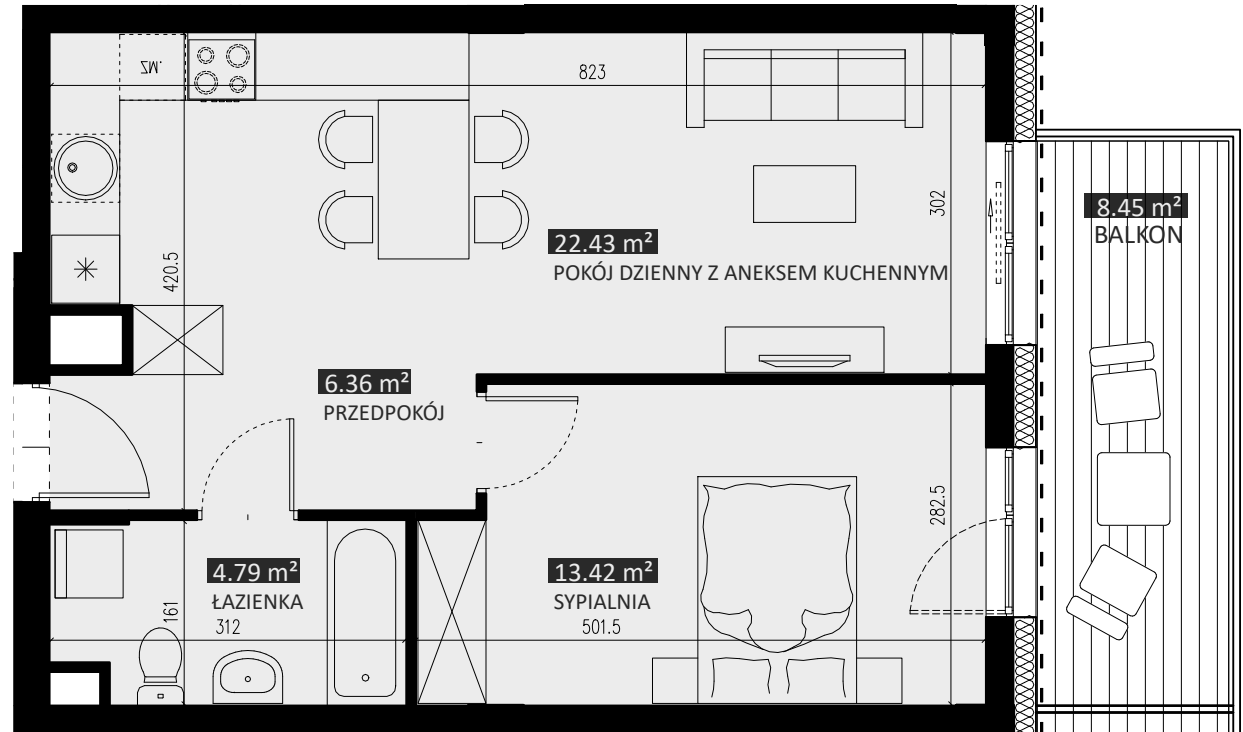 ZM.
823
302
420.5
22.43 m²
POKÓJ DZIENNY Z ANEKSEM KUCHENNYM
8.45 m²
BALKON
6.36 m²
PRZEDPOKÓJ
282.5
4.79 m²
ŁAZIENKA
312
161
13.42 m²
SYPIALNIA
501.5